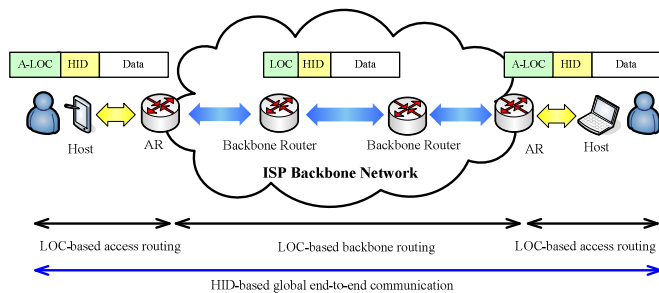 A-LOC HID Data
LOC HID Data
A-LOC HID Data
Host
AR
Backbone Router
Backbone Router
AR
Host
ISP Backbone Network
LOC-based access routing
LOC-based backbone routing
LOC-based access routing
HID-based global end-to-end communication